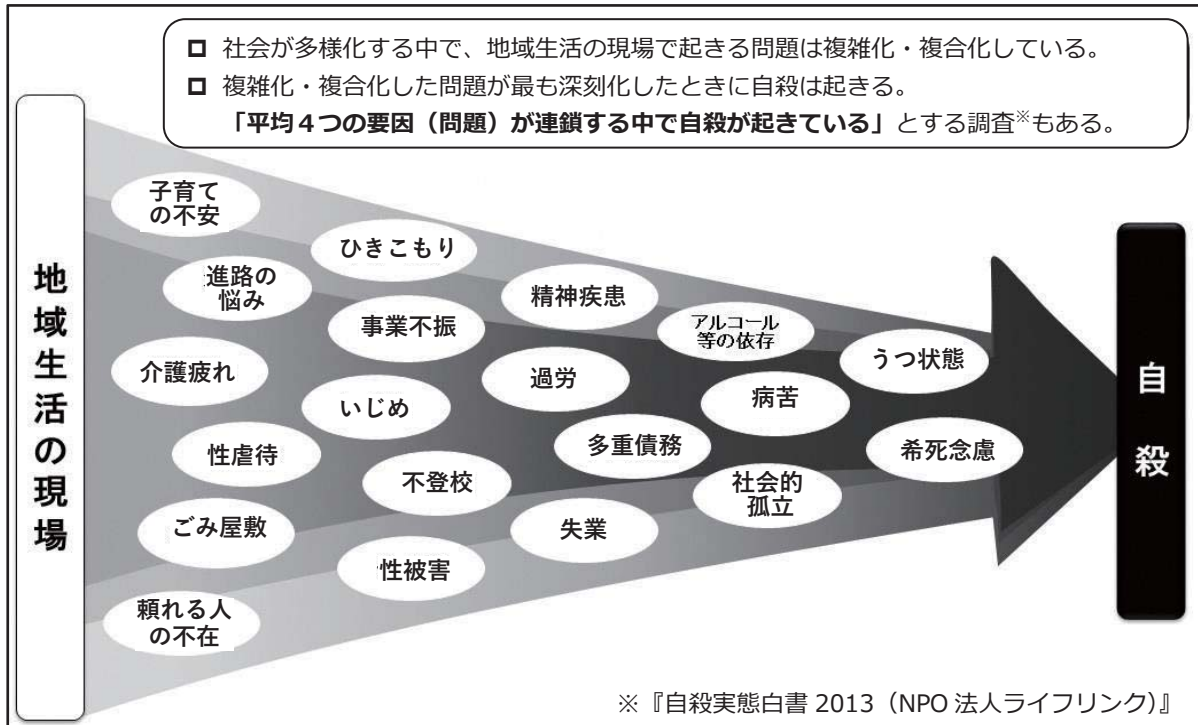 □ 社会が多様化する中で、地域生活の現場で起きる問題は複雑化・複合化している。
□ 複雑化・複合化した問題が最も深刻化したときに自殺は起きる。
「平均４つの要因（問題）が連鎖する中で自殺が起きている」とする調査※もある。
地域生活の現場
子育て
の不安
ひきこもり
進路の
悩み
精神疾患
事業不振
アルコール
等の依存
うつ状態
介護疲れ
過労
病苦
いじめ
多重債務
希死念慮
性虐待
不登校
社会的
孤立
ごみ屋敷
失業
性被害
頼れる人
の不在
自殺
※『自殺実態白書 2013（NPO 法人ライフリンク）』